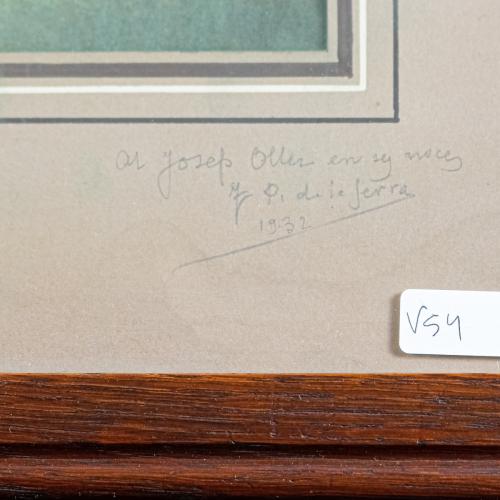 Al Josep Oller en ses noces
J P. de la Serra
1932
V54